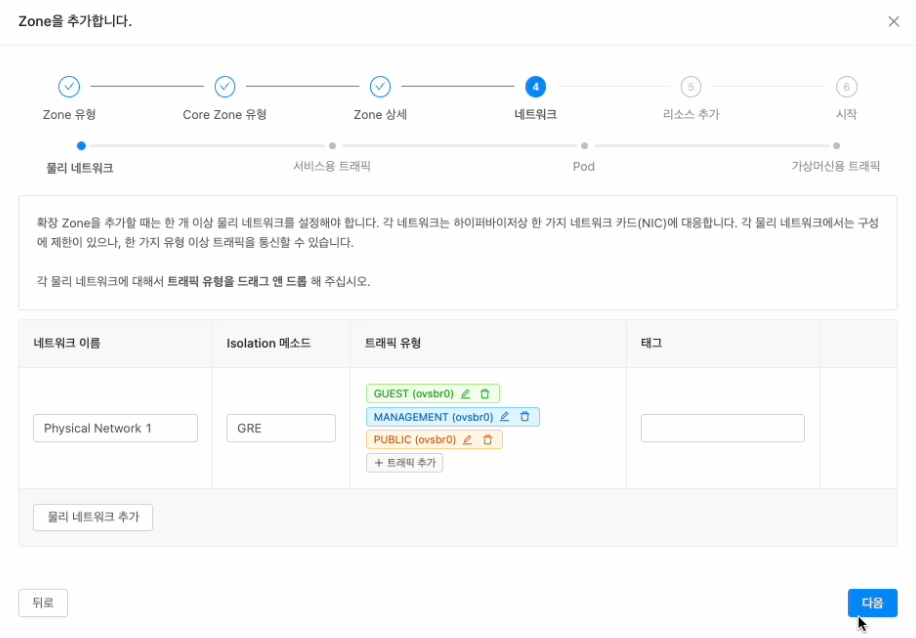 Zone을 추가합니다.
Zone 유형
Core Zone 유형
Zone 상세
4
네트워크
5
리소스 추가
6
시작
물리 네트워크
서비스용 트래픽
Pod
가상머신용 트래픽
확장 Zone을 추가할 때는 한 개 이상 물리 네트워크를 설정해야 합니다. 각 네트워크는 하이퍼바이저상 한 가지 네트워크 카드(NIC)에 대응합니다. 각 물리 네트워크에서는 구성
에 제한이 있으나, 한 가지 유형 이상 트래픽을 통신할 수 있습니다.
각 물리 네트워크에 대해서 트래픽 유형을 드래그 앤 드롭 해 주십시오.
네트워크 이름
Isolation 메소드
트래픽 유형
태그
Physical Network 1
GRE
GUEST (ovsbr0)
MANAGEMENT (ovsbr0)
PUBLIC (ovsbr0)
+ 트래픽 추가
물리 네트워크 추가
뒤로
다음